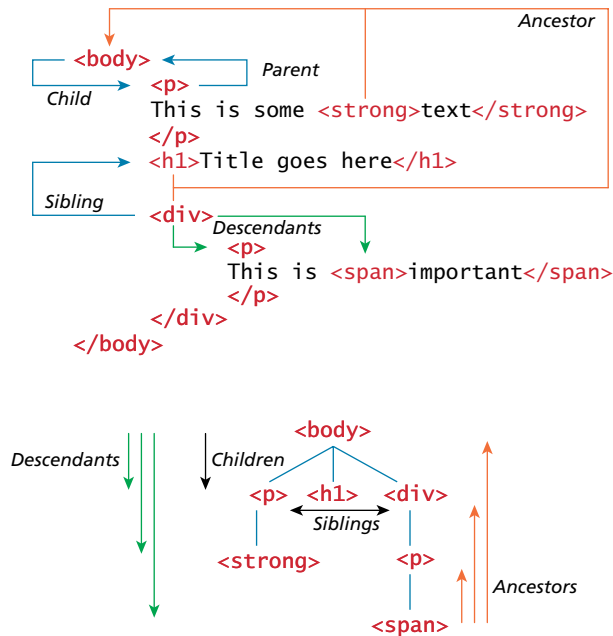 Ancestor
<body>
Parent
<p>
Child
This is some <strong>text</strong>
</p>
<h1>Title goes here</h1>
Sibling
<div>
Descendants
<p>
This is <span>important</span>
</p>
</div>
</body>
<body>
Descendants
Children
<p> <h1> <div>
Siblings
<strong> <p>
Ancestors
<span>